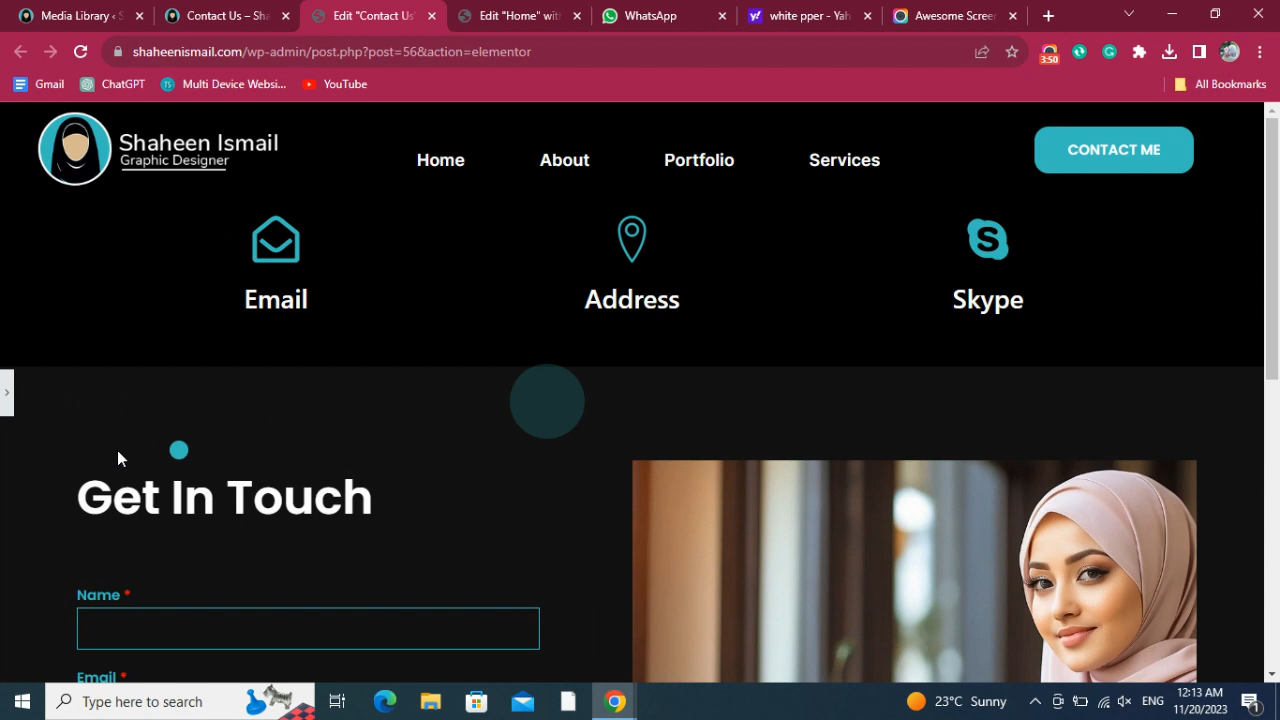 Media Library ‹ S
Contact Us – Sha
Edit "Contact Us"
Edit "Home" with
WhatsApp
white pper - Yah
Awesome Screen
shaheenismail.com/wp-admin/post.php?post=56&action=elementor
3:50
Gmail
ChatGPT
Multi Device Websi...
YouTube
All Bookmarks
Shaheen Ismail
Graphic Designer
Home
About
Portfolio
Services
CONTACT ME
Email
Address
Skype
Get In Touch
Name *
Email *
Type here to search
23°C Sunny
ENG
12:13 AM
11/20/2023
1